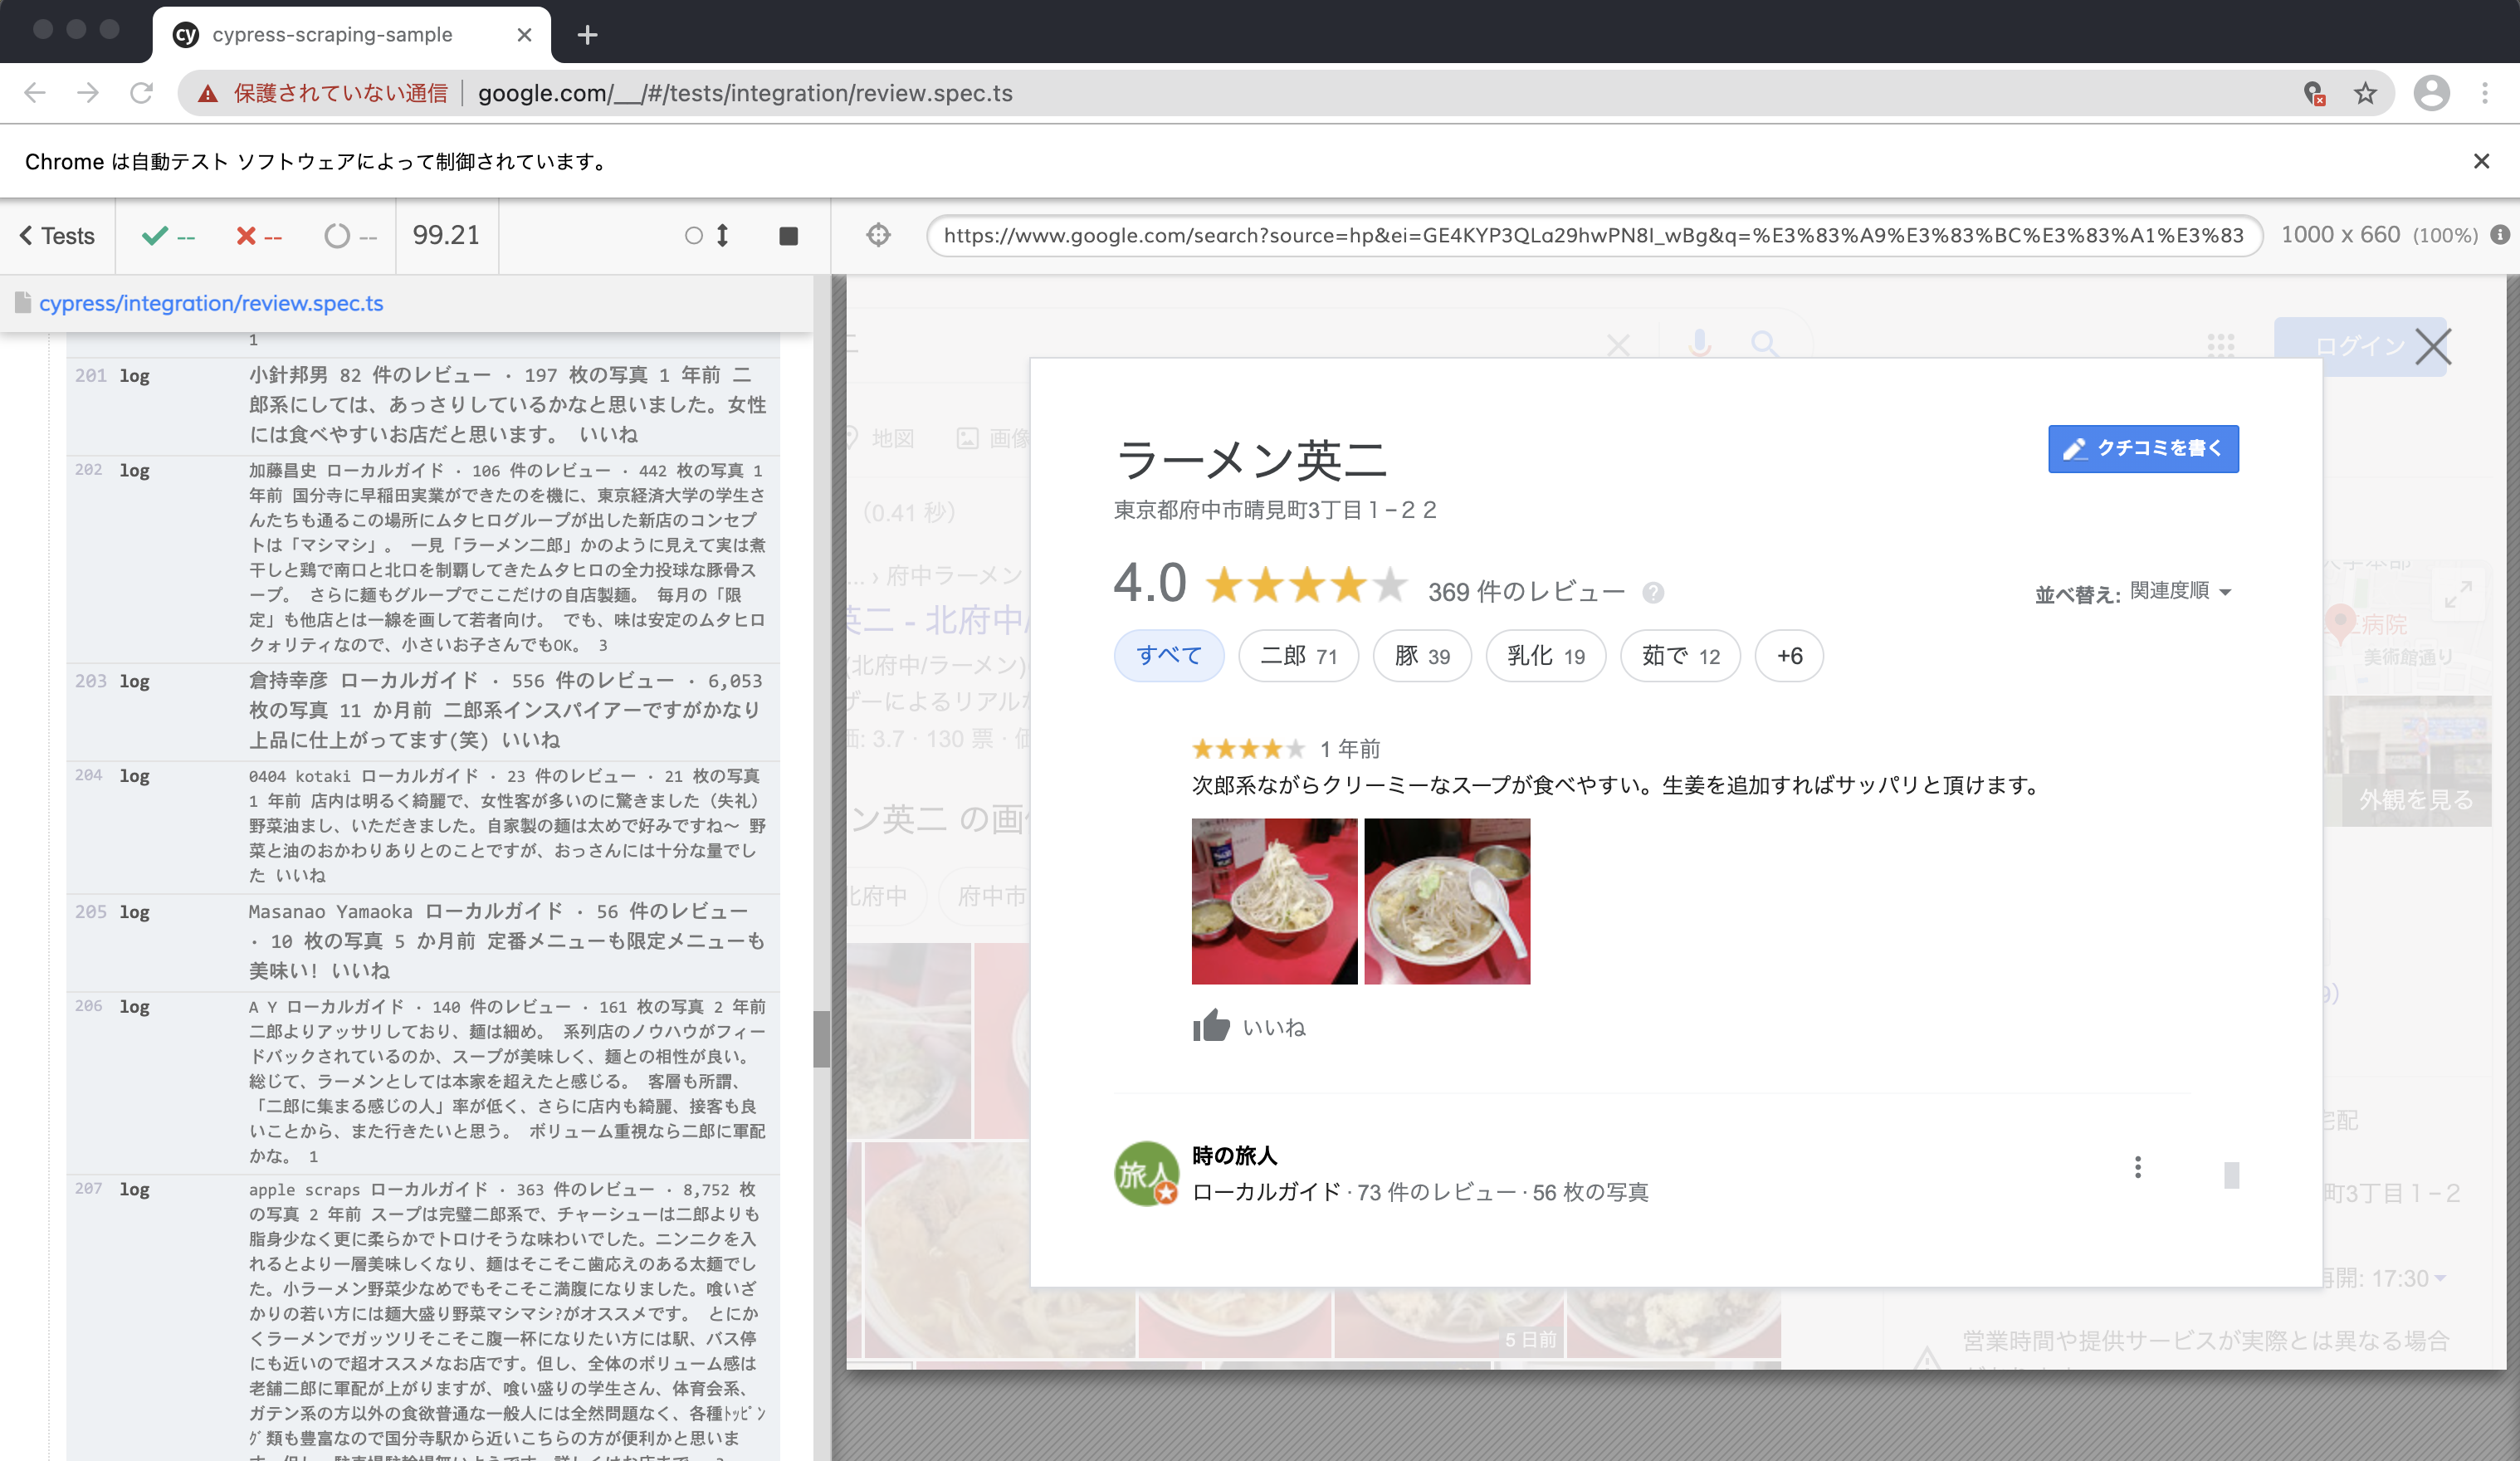 cypress-scraping-sample
保護されていない通信 google.com/__/#/tests/integration/review.spec.ts
Chrome は自動テスト ソフトウェアによって制御されています。
Tests -- -- -- 99.21
https://www.google.com/search?source=hp&ei=GE4KYP3QLa29hwPN8I_wBg&q=%E3%83%A9%E3%83%BC%E3%83%A1%E3%83 1000 x 660 (100%)
cypress/integration/review.spec.ts
1
201 log 小針邦男 82 件のレビュー · 197 枚の写真 1 年前 二
郎系にしては、あっさりしているかなと思いました。女性
には食べやすいお店だと思います。 いいね
202 log 加藤昌史 ローカルガイド · 106 件のレビュー · 442 枚の写真 1
年前 国分寺に早稲田実業ができたのを機に、東京経済大学の学生さ
んたちも通るこの場所にムタヒログループが出した新店のコンセプ
トは「マシマシ」。 一見「ラーメン二郎」かのように見えて実は煮
干しと鶏で南口と北口を制覇してきたムタヒロの全力投球な豚骨ス
ープ。 さらに麺もグループでここだけの自店製麺。 毎月の「限
定」も他店とは一線を画して若者向け。 でも、味は安定のムタヒロ
クォリティなので、小さいお子さんでもOK。 3
203 log 倉持幸彦 ローカルガイド · 556 件のレビュー · 6,053
枚の写真 11 か月前 二郎系インスパイアーですがかなり
上品に仕上がってます(笑) いいね
204 log 0404 kotaki ローカルガイド · 23 件のレビュー · 21 枚の写真
1 年前 店内は明るく綺麗で、女性客が多いのに驚きました（失礼）
野菜油まし、いただきました。自家製の麺は太めで好みですね〜 野
菜と油のおかわりありとのことですが、おっさんには十分な量でし
た いいね
205 log Masanao Yamaoka ローカルガイド · 56 件のレビュー
· 10 枚の写真 5 か月前 定番メニューも限定メニューも
美味い! いいね
206 log A Y ローカルガイド · 140 件のレビュー · 161 枚の写真 2 年前
二郎よりアッサリしており、麺は細め。 系列店のノウハウがフィー
ドバックされているのか、スープが美味しく、麺との相性が良い。
総じて、ラーメンとしては本家を超えたと感じる。 客層も所謂、
「二郎に集まる感じの人」率が低く、さらに店内も綺麗、接客も良
いことから、また行きたいと思う。 ボリューム重視なら二郎に軍配
かな。 1
207 log apple scraps ローカルガイド · 363 件のレビュー · 8,752 枚
の写真 2 年前 スープは完璧二郎系で、チャーシューは二郎よりも
脂身少なく更に柔らかでトロけそうな味わいでした。ニンニクを入
れるとより一層美味しくなり、麺はそこそこ歯応えのある太麺でし
た。小ラーメン野菜少なめでもそこそこ満腹になりました。喰いざ
かりの若い方には麺大盛り野菜マシマシ?がオススメです。 とにか
くラーメンでガッツリそこそこ腹一杯になりたい方には駅、バス停
にも近いので超オススメなお店です。但し、全体のボリューム感は
老舗二郎に軍配が上がりますが、喰い盛りの学生さん、体育会系、
ガテン系の方以外の食欲普通な一般人には全然問題なく、各種ﾄｯﾋﾟﾝ
ｸﾞ類も豊富なので国分寺駅から近いこちらの方が便利かと思いま
ログイン
地図 画像
(0.41 秒)
... › 府中ラーメン
英二 - 北府中/
(北府中/ラーメン)
ザーによるリアルな
価: 3.7 · 130 票 · 価
ン英二 の画像
北府中 府中市
ラーメン英二
クチコミを書く
東京都府中市晴見町3丁目１−２２
4.0 369 件のレビュー
並べ替え: 関連度順
すべて 二郎 71 豚 39 乳化 19 茹で 12 +6
1 年前
次郎系ながらクリーミーなスープが食べやすい。生姜を追加すればサッパリと頂けます。
いいね
旅人
時の旅人
ローカルガイド · 73 件のレビュー · 56 枚の写真
病院
美術館通り
外観を見る
9)
宅配
町3丁目１−２
再開: 17:30
5 日前
営業時間や提供サービスが実際とは異なる場合